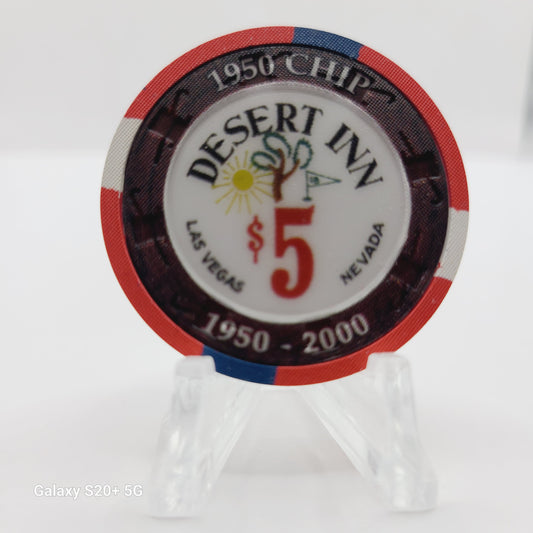 1950 CHIP
DESERT INN
$5
LAS VEGAS
NEVADA
1950 - 2000
Galaxy S20+ 5G